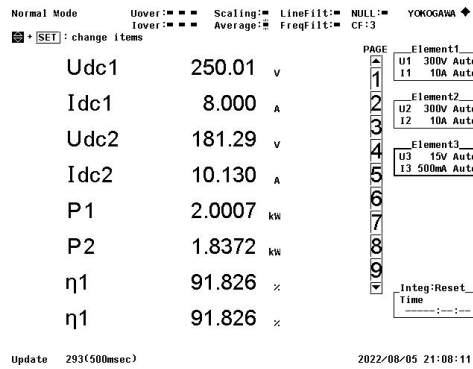 Normal Mode Uover: Scaling: LineFilt: NULL: YOKOGAWA
Iover: Average: FreqFilt: CF:3
+ SET : change items
PAGE
Udc1 250.01 V
Idc1 8.000 A
Udc2 181.29 V
Idc2 10.130 A
P1 2.0007 kW
P2 1.8372 kW
η1 91.826 %
η1 91.826 %
1
2
3
4
5
6
7
8
9
Element1
U1 300V Auto
I1 10A Auto
Element2
U2 300V Auto
I2 10A Auto
Element3
U3 15V Auto
I3 500mA Auto
Integ:Reset
Time
-----:--:--
Update 293(500msec) 2022/08/05 21:08:11